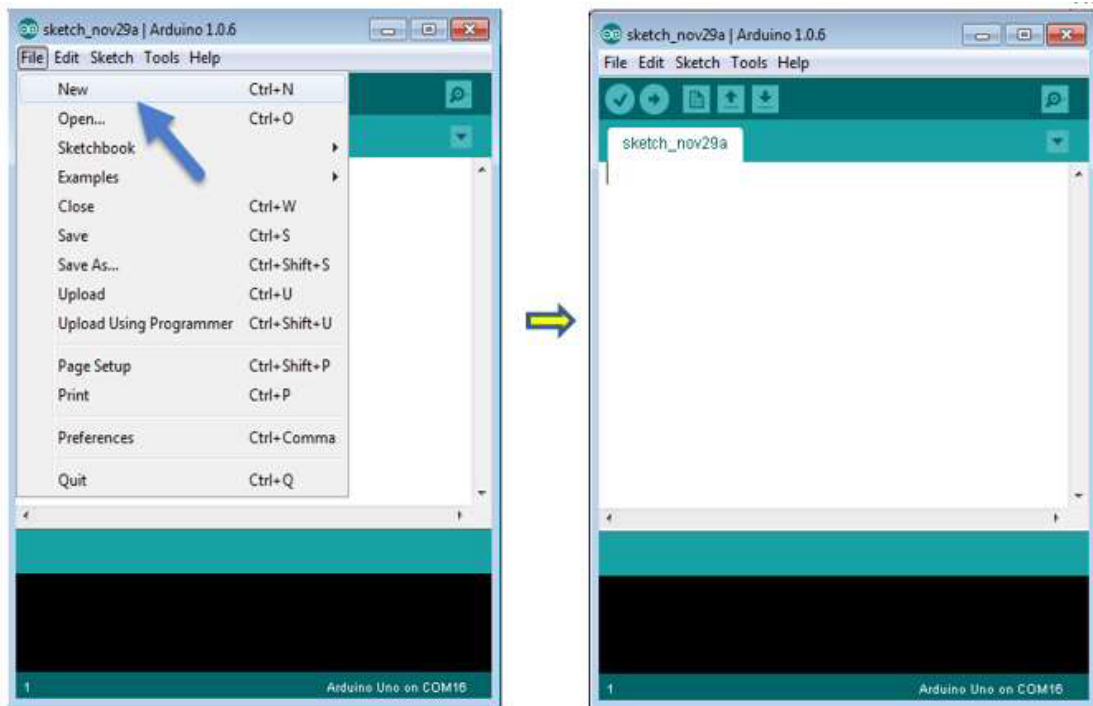 sketch_nov29a | Arduino 1.0.6
File Edit Sketch Tools Help
New Ctrl+N
Open... Ctrl+O
Sketchbook
Examples
Close Ctrl+W
Save Ctrl+S
Save As... Ctrl+Shift+S
Upload Ctrl+U
Upload Using Programmer Ctrl+Shift+U
Page Setup Ctrl+Shift+P
Print Ctrl+P
Preferences Ctrl+Comma
Quit Ctrl+Q
1 Arduino Uno on COM16
sketch_nov29a | Arduino 1.0.6
File Edit Sketch Tools Help
sketch_nov29a
1 Arduino Uno on COM16